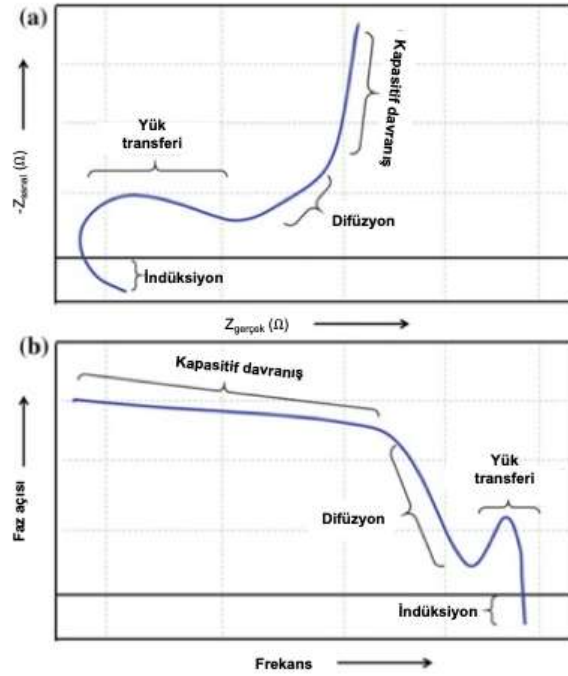 (a)
Kapasitif davranış
Yük
transferi
-Zsanal (Ω)
Difüzyon
İndüksiyon
Zgerçek (Ω)
(b)
Kapasitif davranış
Yük
transferi
Faz açısı
Difüzyon
İndüksiyon
Frekans